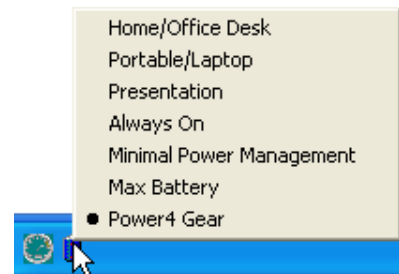 Home/Office Desk
Portable/Laptop
Presentation
Always On
Minimal Power Management
Max Battery
Power4 Gear